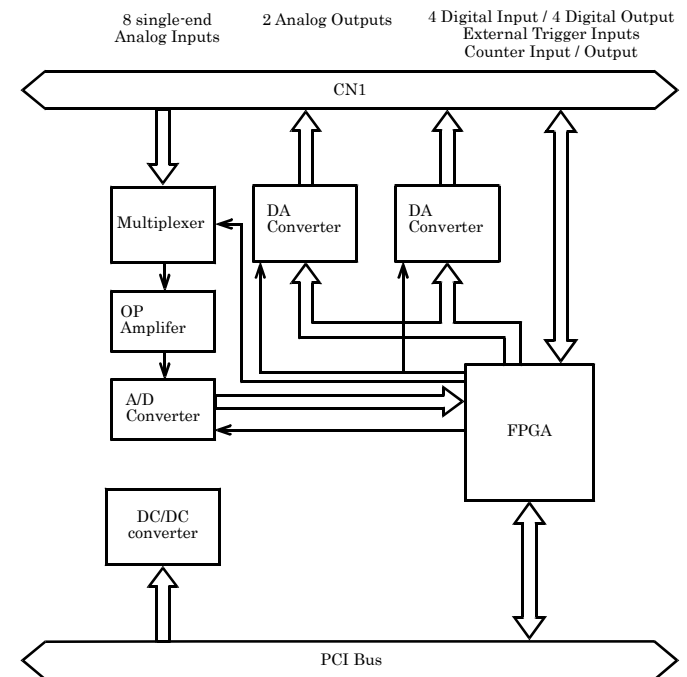 8 single-end
Analog Inputs
2 Analog Outputs
4 Digital Input / 4 Digital Output
External Trigger Inputs
Counter Input / Output
CN1
Multiplexer
DA
Converter
DA
Converter
OP
Amplifer
A/D
Converter
FPGA
DC/DC
converter
PCI Bus